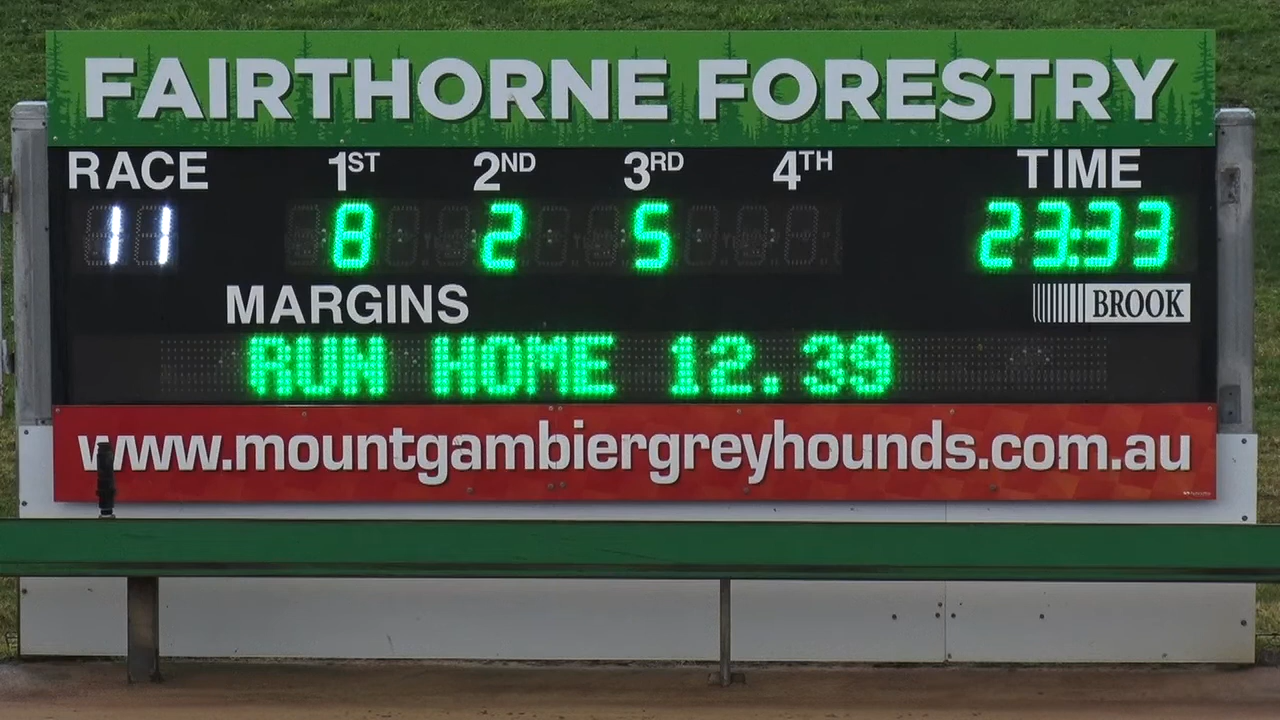 FAIRTHORNE FORESTRY
RACE 1ST 2ND 3RD 4TH TIME
11 8 2 5 23:33
MARGINS
BROOK
RUN HOME 12.39
www.mountgambiergreyhounds.com.au